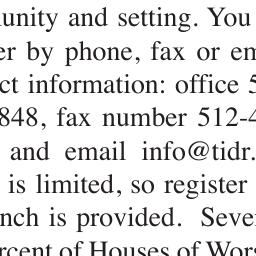 unity and setting. You
er by phone, fax or em
ct information: office 5
848, fax number 512-4
and email info@tidr.
is limited, so register
nch is provided. Seve
rcent of Houses of Wors